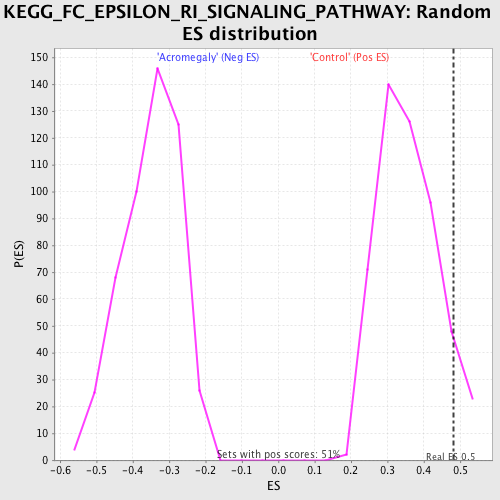 KEGG_FC_EPSILON_RI_SIGNALING_PATHWAY: Random
ES distribution
'Acromegaly' (Neg ES) 'Control' (Pos ES)
150
140
130
120
110
100
90
80
70
60
50
40
30
20
10
0
P(ES)
Sets with pos scores: 51%
Real ES 0.5
-0.6 -0.5 -0.4 -0.3 -0.2 -0.1 0.0 0.1 0.2 0.3 0.4 0.5
ES